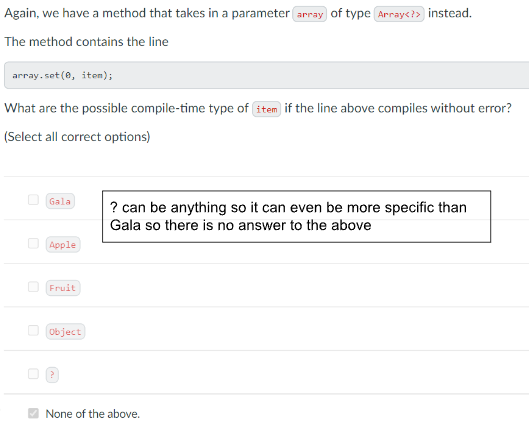 Again, we have a method that takes in a parameter array of type Array<?> instead.
The method contains the line
array.set(0, item);
What are the possible compile-time type of item if the line above compiles without error?
(Select all correct options)
Gala
? can be anything so it can even be more specific than
Gala so there is no answer to the above
Apple
Fruit
Object
?
None of the above.